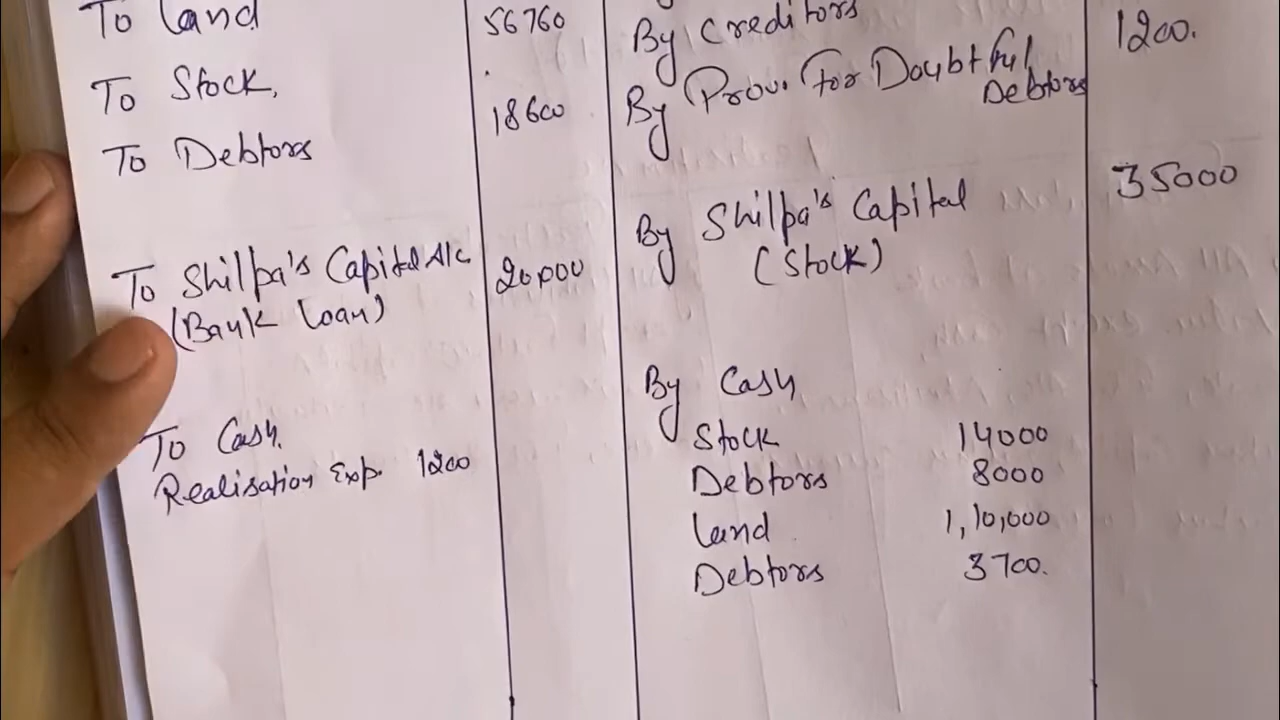 To Land 56760
To Stock,
To Debtors 18600
To Shilpa's Capital A/c 20,000
(Bank Loan)
To Cash.
Realisation Exp. 1200
By Creditors
By Prov. For Doubtful 1200.
Debtors
By Shilpa's Capital 35000
(Stock)
By Cash
Stock 14000
Debtors 8000
Land 1,10,000
Debtors 3700.